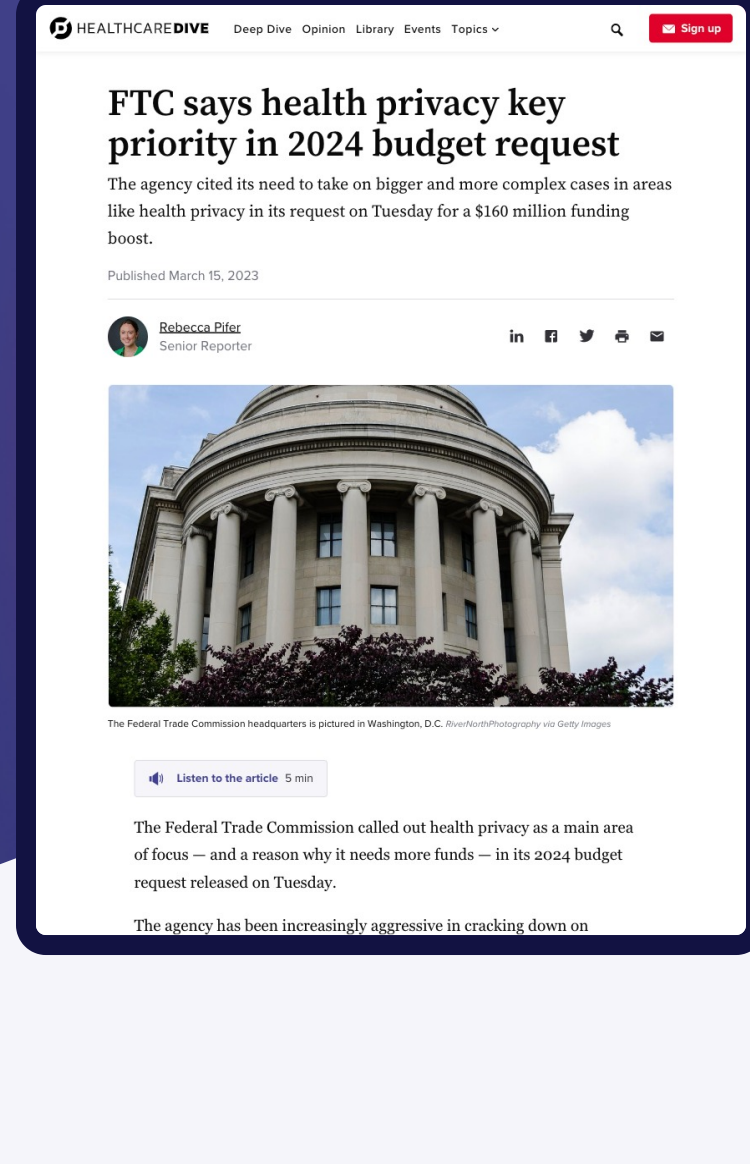 HEALTHCAREDIVE Deep Dive Opinion Library Events Topics Sign up
FTC says health privacy key
priority in 2024 budget request
The agency cited its need to take on bigger and more complex cases in areas
like health privacy in its request on Tuesday for a $160 million funding
boost.
Published March 15, 2023
Rebecca Pifer
Senior Reporter
The Federal Trade Commission headquarters is pictured in Washington, D.C. RiverNorthPhotography via Getty Images
Listen to the article 5 min
The Federal Trade Commission called out health privacy as a main area
of focus — and a reason why it needs more funds — in its 2024 budget
request released on Tuesday.
The agency has been increasingly aggressive in cracking down on